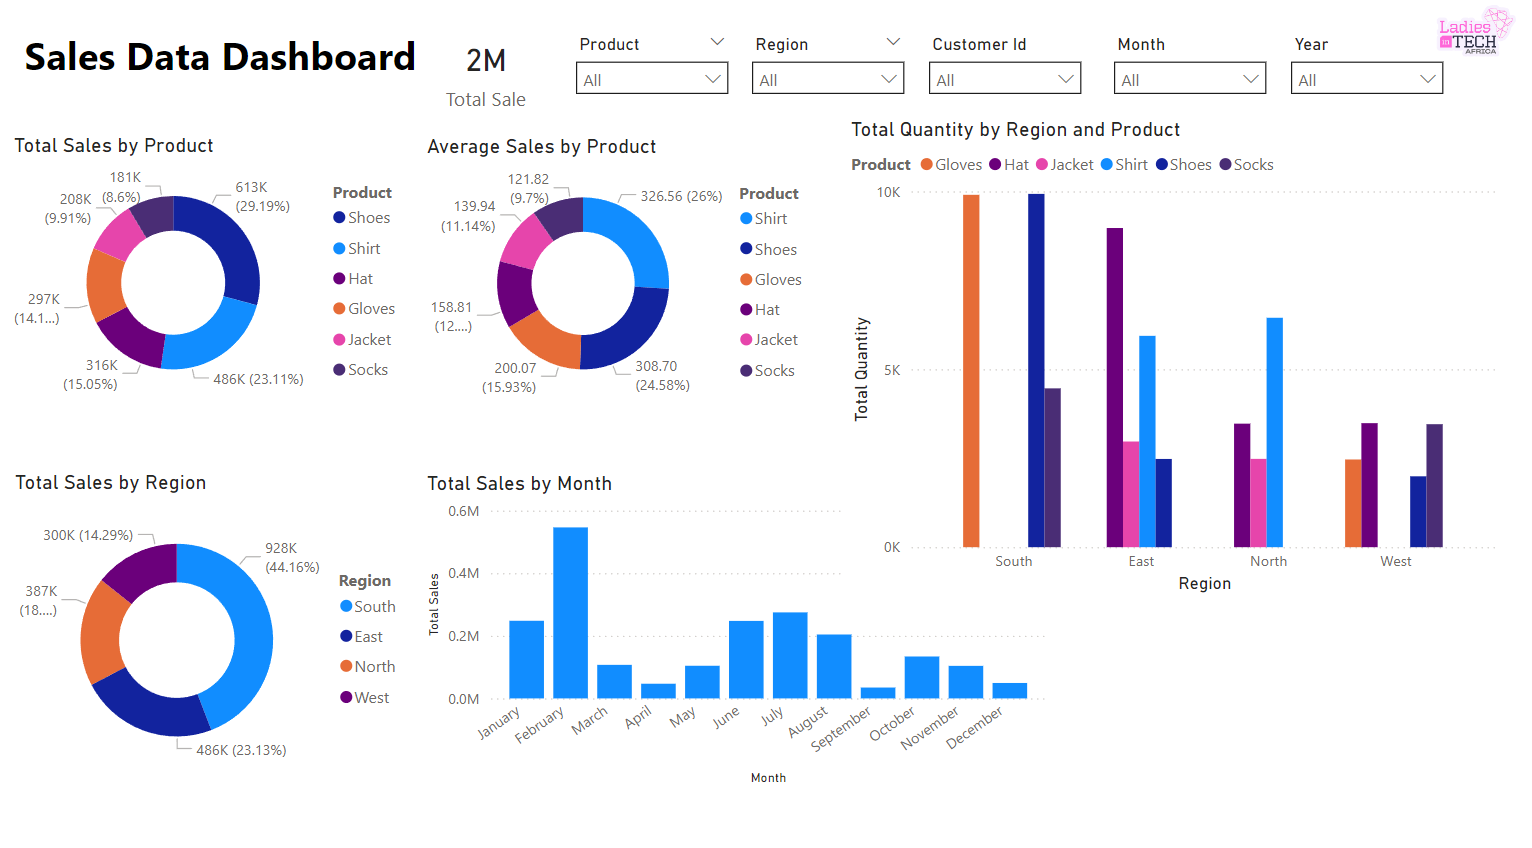 Sales Data Dashboard
2M
Total Sale
Product
All
Region
All
Customer Id
All
Month
All
Year
All
Ladies
in TECH
AFRICA
Total Sales by Product
181K
(8.6%)
208K
(9.91%)
297K
(14.1...)
316K
(15.05%)
486K (23.11%)
613K
(29.19%)
Product
Shoes
Shirt
Hat
Gloves
Jacket
Socks
Average Sales by Product
121.82
(9.7%)
139.94
(11.14%)
158.81
(12....)
200.07
(15.93%)
308.70
(24.58%)
326.56 (26%)
Product
Shirt
Shoes
Gloves
Hat
Jacket
Socks
Total Quantity by Region and Product
Product Gloves Hat Jacket Shirt Shoes Socks
Total Quantity
10K
5K
0K
South East North West
Region
Total Sales by Region
300K (14.29%)
387K
(18....)
486K (23.13%)
928K
(44.16%)
Region
South
East
North
West
Total Sales by Month
Total Sales
0.6M
0.4M
0.2M
0.0M
January February March April May June July August September October November December
Month